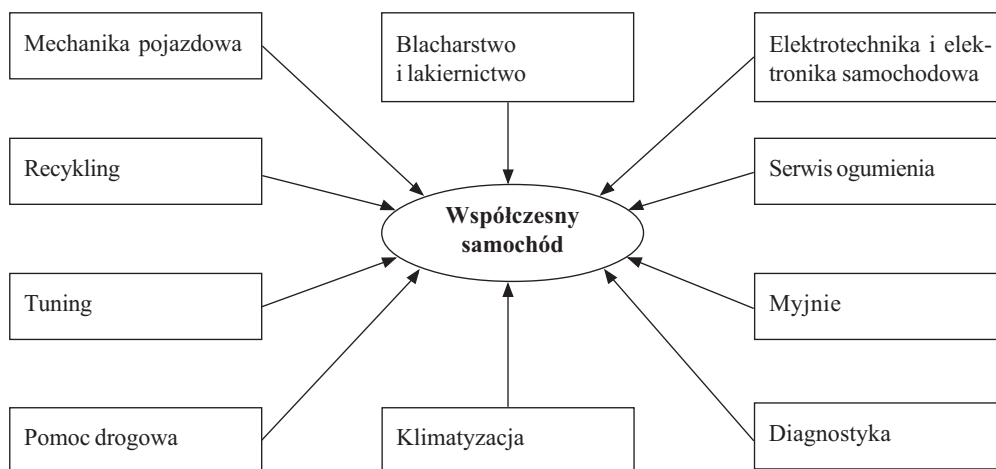 Mechanika pojazdowa
Blacharstwo
i lakiernictwo
Elektrotechnika i elek-
tronika samochodowa
Recykling
Serwis ogumienia
Współczesny
samochód
Tuning
Myjnie
Pomoc drogowa
Klimatyzacja
Diagnostyka